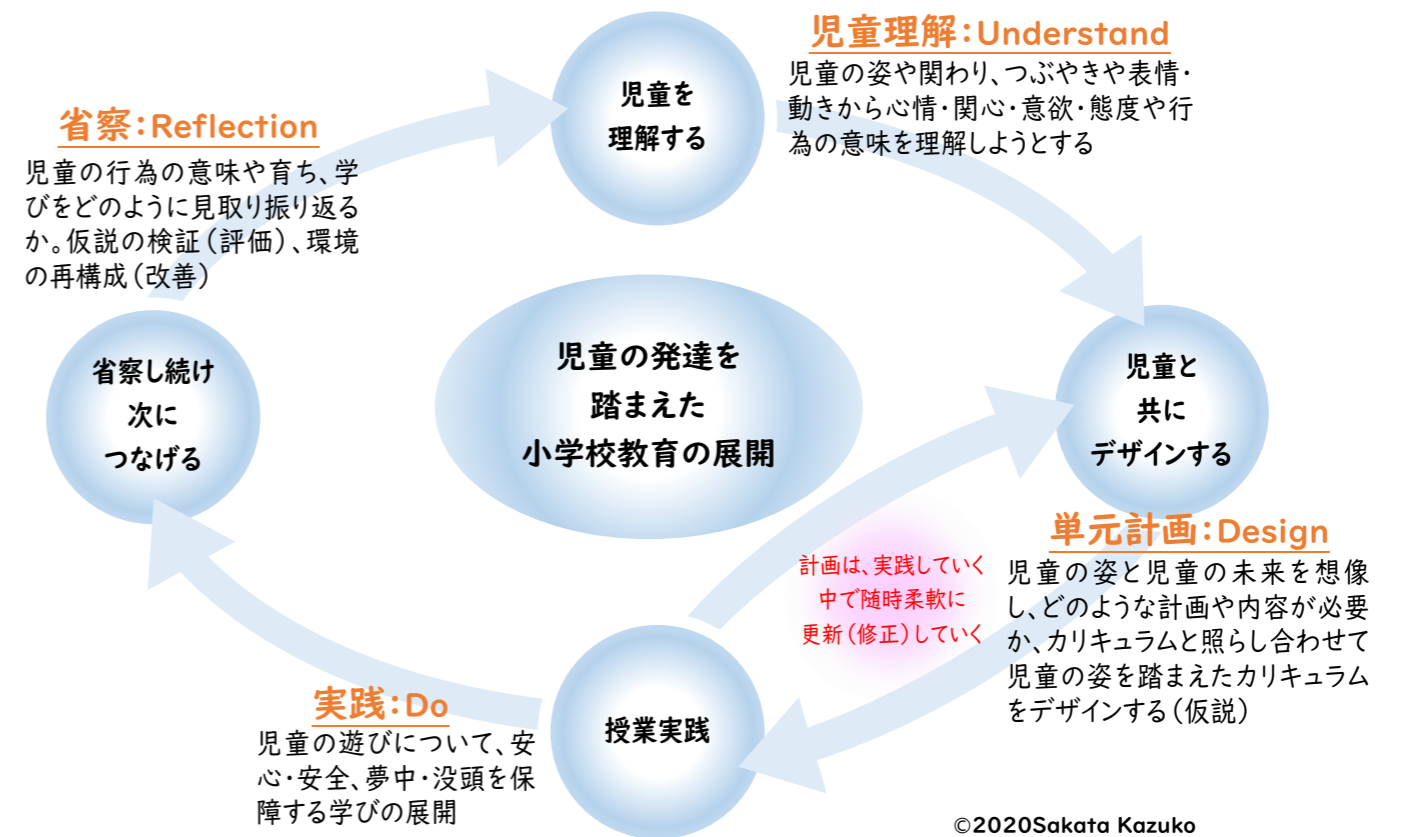 児童理解：Understand
児童の姿や関わり、つぶやきや表情・
動きから心情・関心・意欲・態度や行
為の意味を理解しようとする
児童を
理解する
省察：Reflection
児童の行為の意味や育ち、学
びをどのように見取り振り返る
か。仮説の検証（評価）、環境
の再構成（改善）
省察し続け
次に
つなげる
児童の発達を
踏まえた
小学校教育の展開
児童と
共に
デザインする
単元計画：Design
児童の姿と児童の未来を想像
し、どのような計画や内容が必要
か、カリキュラムと照らし合わせて
児童の姿を踏まえたカリキュラム
をデザインする（仮説）
計画は、実践していく
中で随時柔軟に
更新（修正）していく
実践：Do
児童の遊びについて、安
心・安全、夢中・没頭を保
障する学びの展開
授業実践
©2020Sakata Kazuko